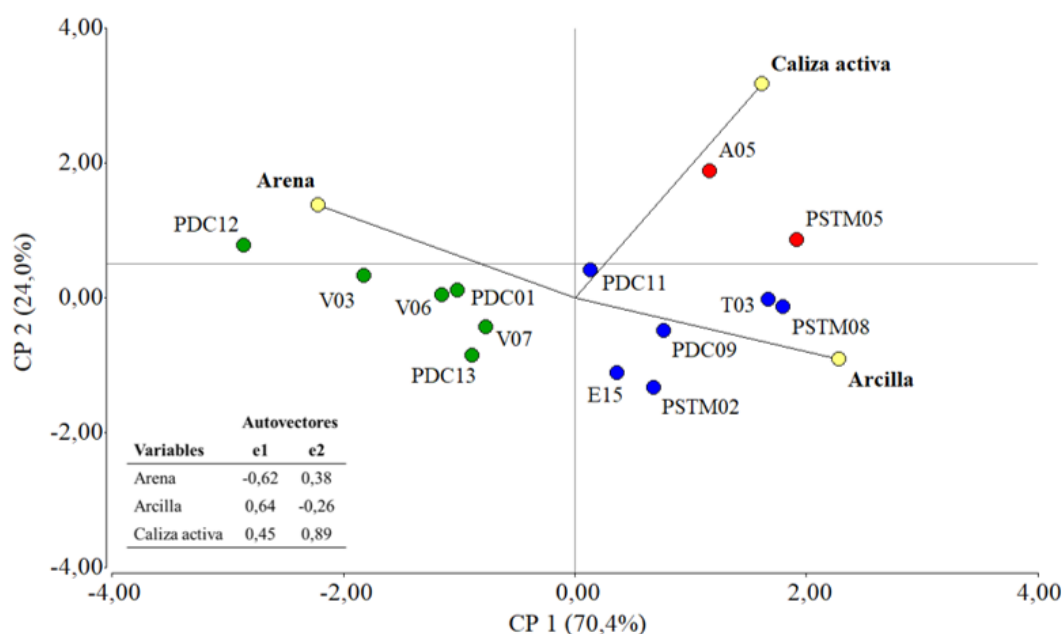 4,00
Caliza activa
A05
2,00
Arena
PDC12
PSTM05
CP 2 (24,0%)
PDC11
0,00
V03
V06
PDC01
T03
V07
PSTM08
PDC09
PDC13
Arcilla
E15
PSTM02
-2,00
Autovectores
Variables e1 e2
Arena -0,62 0,38
Arcilla 0,64 -0,26
Caliza activa 0,45 0,89
-4,00
-4,00 -2,00 0,00 2,00 4,00
CP 1 (70,4%)